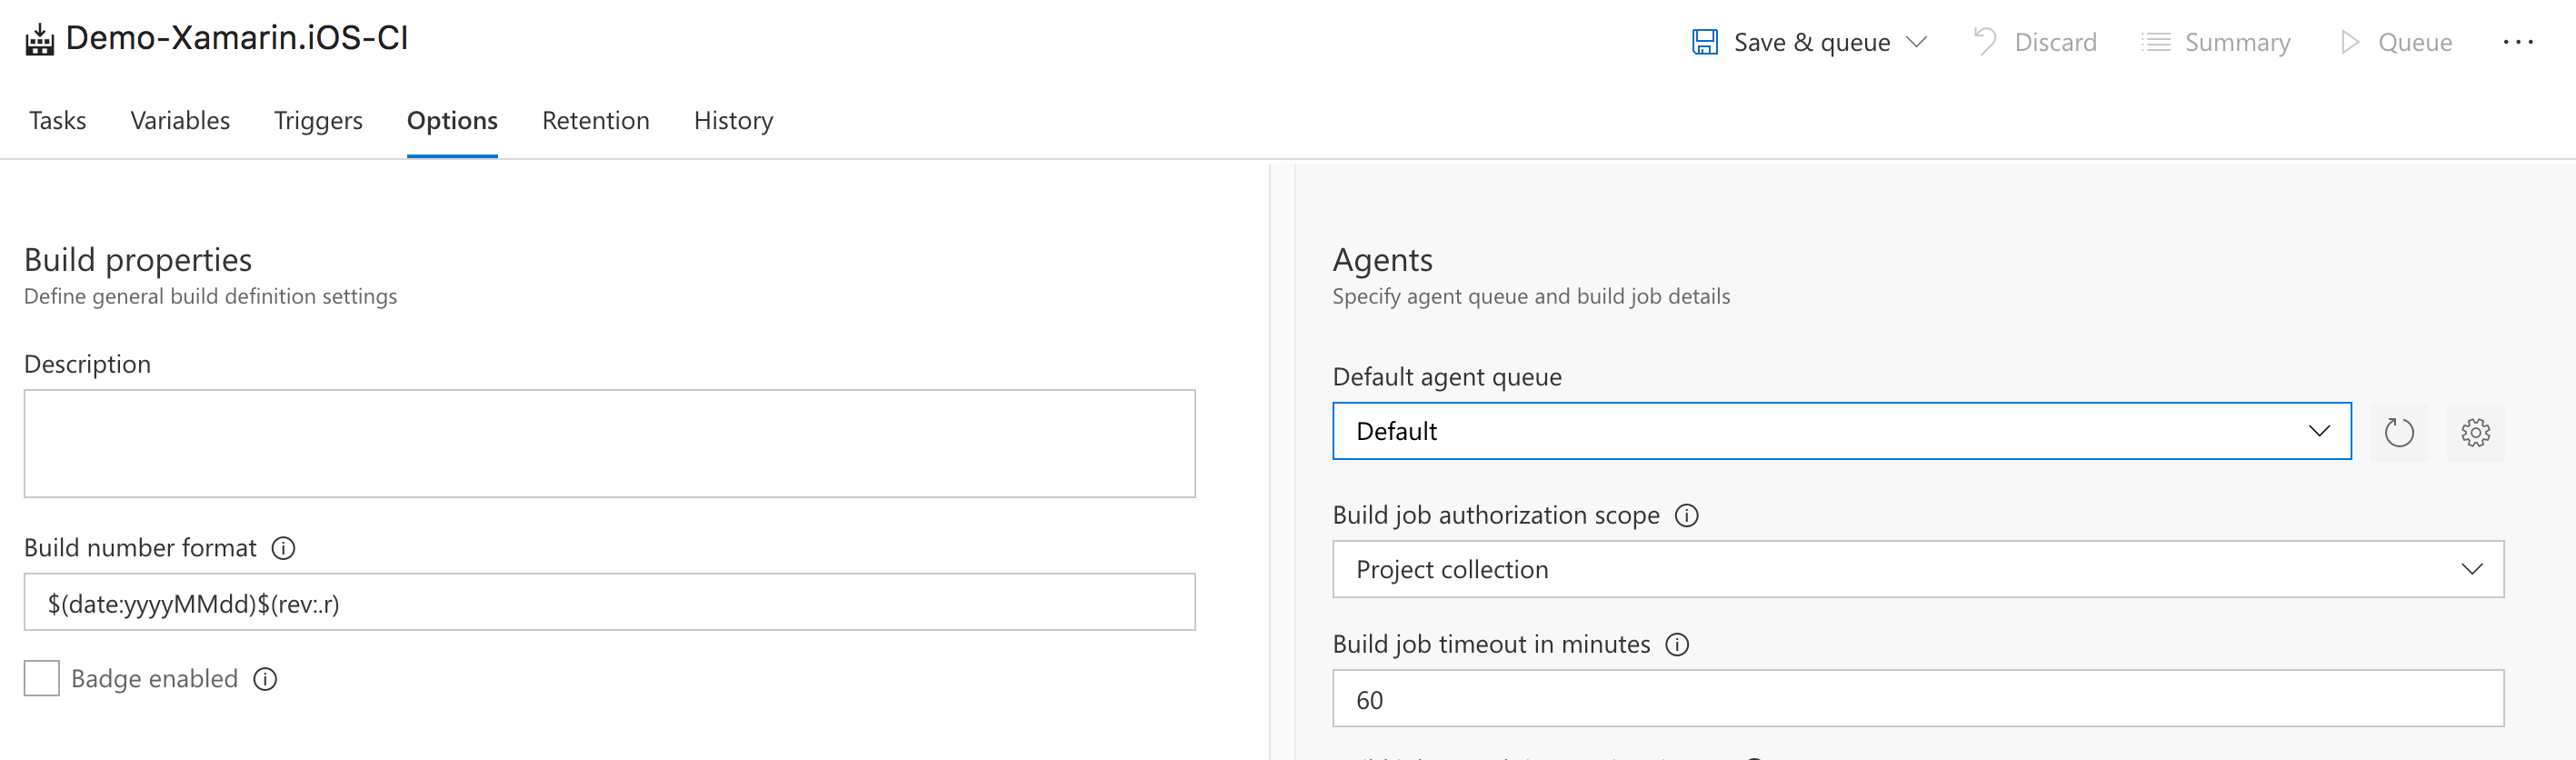 Demo-Xamarin.iOS-CI
Save & queue
Discard
Summary
Queue
Tasks
Variables
Triggers
Options
Retention
History
Build properties
Define general build definition settings
Description
Build number format
$(date:yyyyMMdd)$(rev:.r)
Badge enabled
Agents
Specify agent queue and build job details
Default agent queue
Default
Build job authorization scope
Project collection
Build job timeout in minutes
60